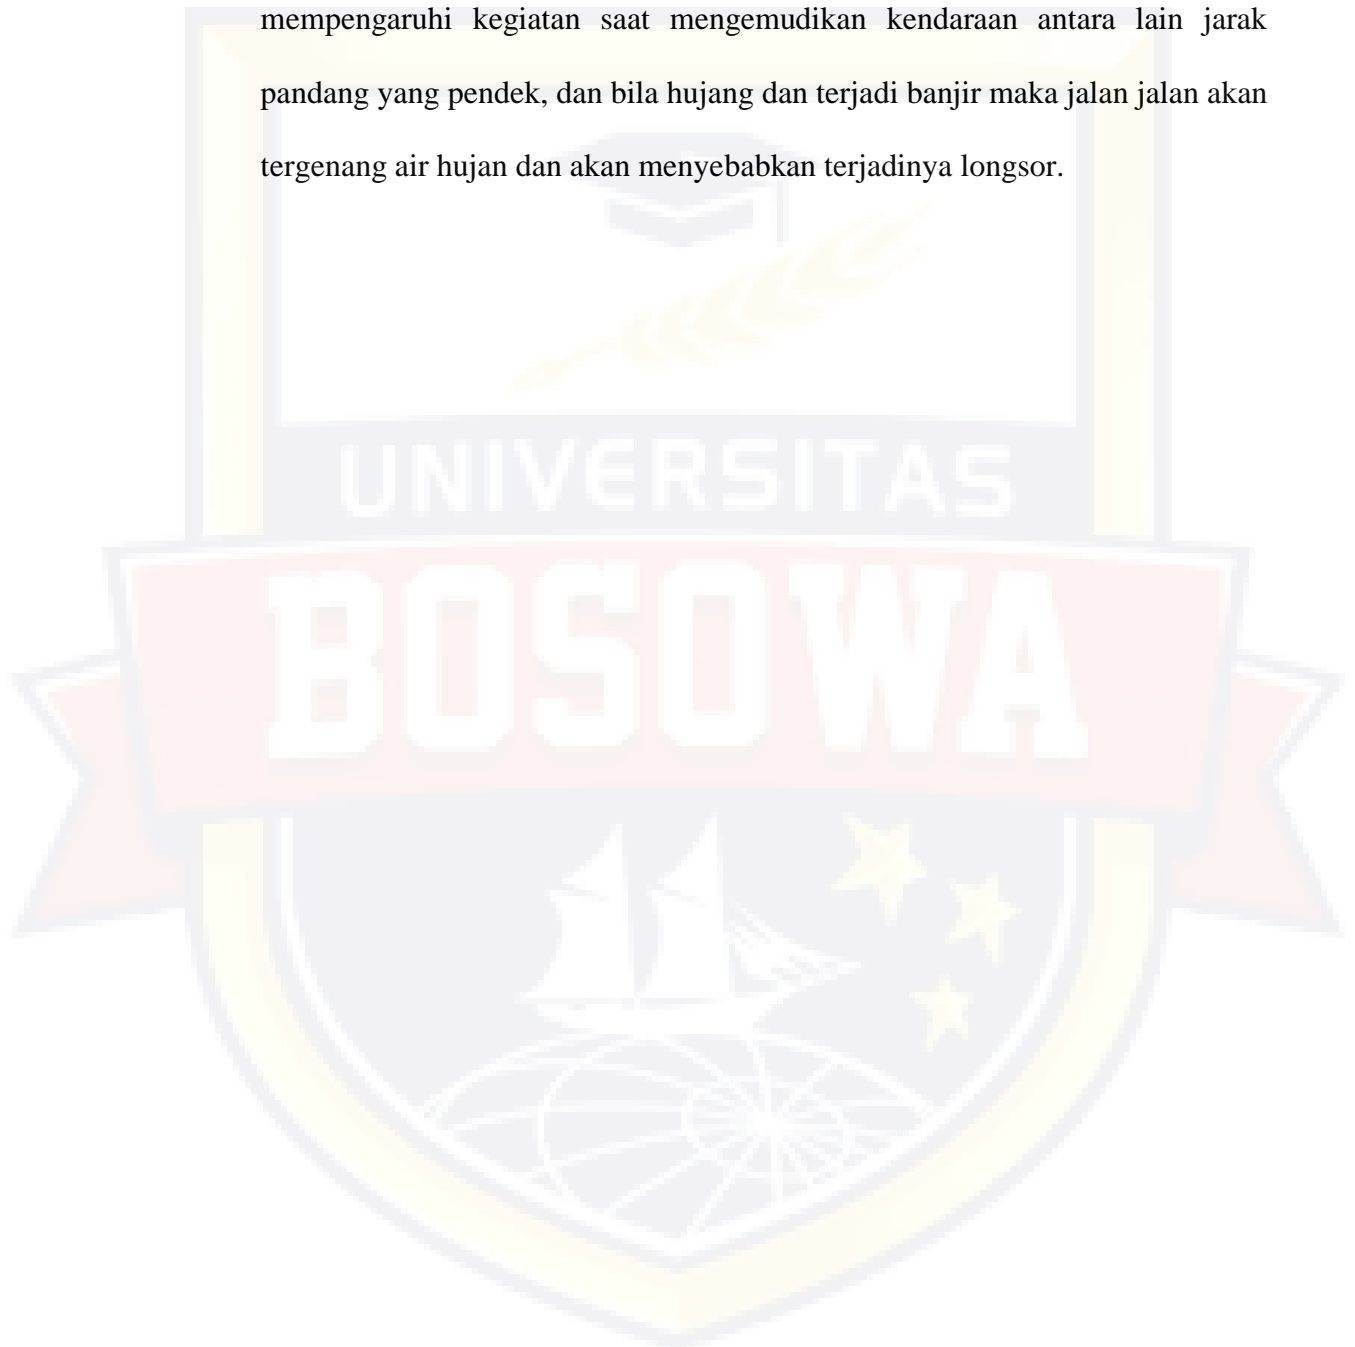 mempengaruhi kegiatan saat mengemudikan kendaraan antara lain jarak
pandang yang pendek, dan bila hujang dan terjadi banjir maka jalan jalan akan
tergenang air hujan dan akan menyebabkan terjadinya longsor.
UNIVERSITAS
BOSOWA